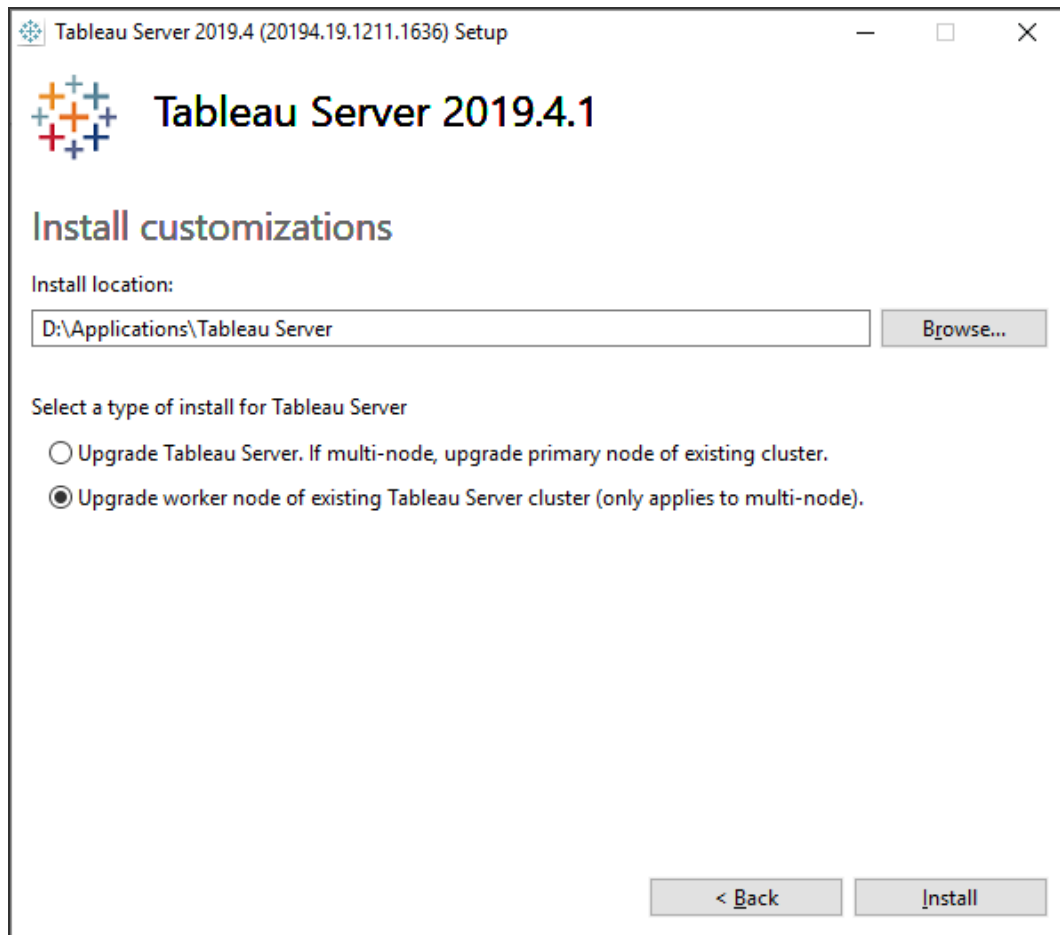 Tableau Server 2019.4 (20194.19.1211.1636) Setup
Tableau Server 2019.4.1
Install customizations
Install location:
D:\Applications\Tableau Server
Browse...
Select a type of install for Tableau Server
Upgrade Tableau Server. If multi-node, upgrade primary node of existing cluster.
Upgrade worker node of existing Tableau Server cluster (only applies to multi-node).
< Back
Install